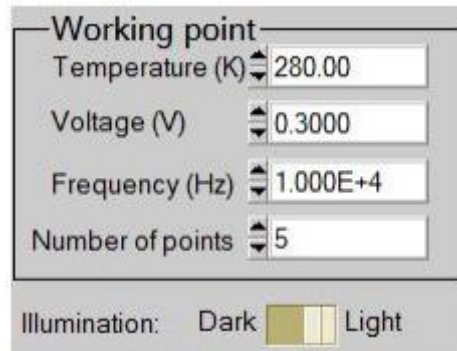 Working point
Temperature (K) 280.00
Voltage (V) 0.3000
Frequency (Hz) 1.000E+4
Number of points 5
Illumination: Dark Light